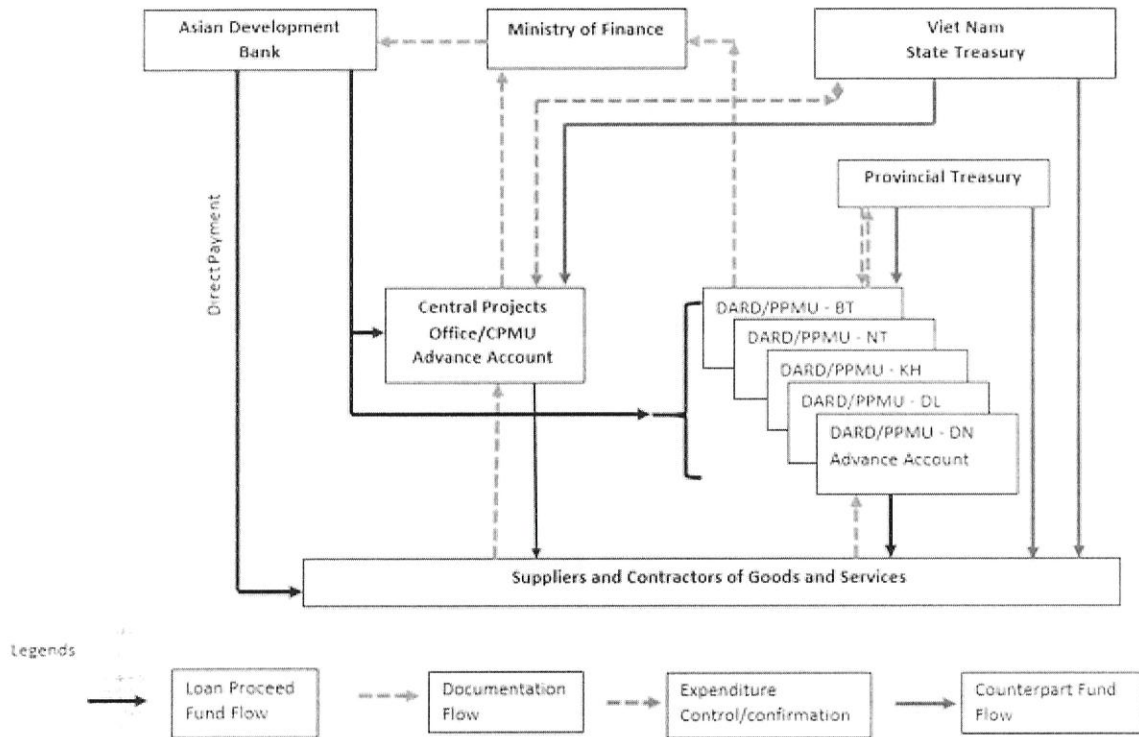 Asian Development
Bank
Ministry of Finance
Viet Nam
State Treasury
Provincial Treasury
Direct Payment
Central Projects
Office/CPMU
Advance Account
DARD/PPMU - BT
DARD/PPMU - NT
DARD/PPMU - KH
DARD/PPMU - DL
DARD/PPMU - DN
Advance Account
Suppliers and Contractors of Goods and Services
Legends
Loan Proceed
Fund Flow
Documentation
Flow
Expenditure
Control/confirmation
Counterpart Fund
Flow